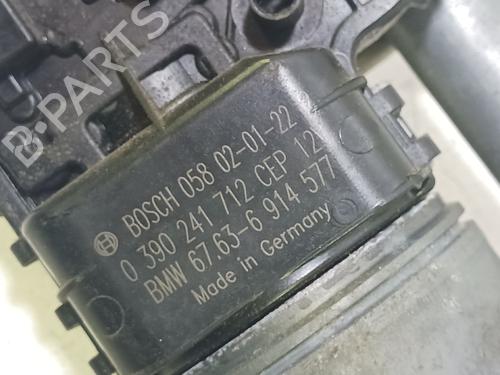 B-PARTS
BOSCH 058 02-01-22
0 390 241 712 CEP 12
BMW 67.63-6 914 577
Made in Germany